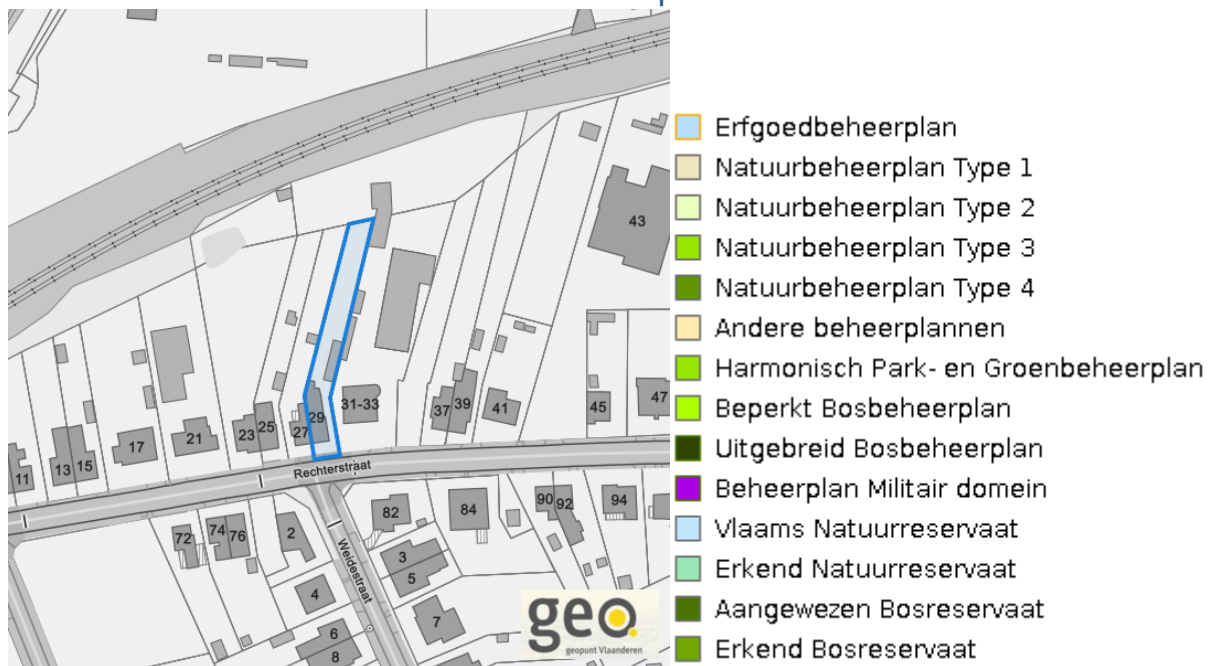 43
31-33
29
27
25
23
21
17
15
13
11
37
39
41
45
47
Rechterstraat
Weidestraat
72
74
76
2
4
6
8
82
84
3
5
7
90
92
94
geo.
geopunt Vlaanderen
Erfgoedbeheerplan
Natuurbeheerplan Type 1
Natuurbeheerplan Type 2
Natuurbeheerplan Type 3
Natuurbeheerplan Type 4
Andere beheerplannen
Harmonisch Park- en Groenbeheerplan
Beperkt Bosbeheerplan
Uitgebreid Bosbeheerplan
Beheerplan Militair domein
Vlaams Natuurreservaat
Erkend Natuurreservaat
Aangewezen Bosreservaat
Erkend Bosreservaat